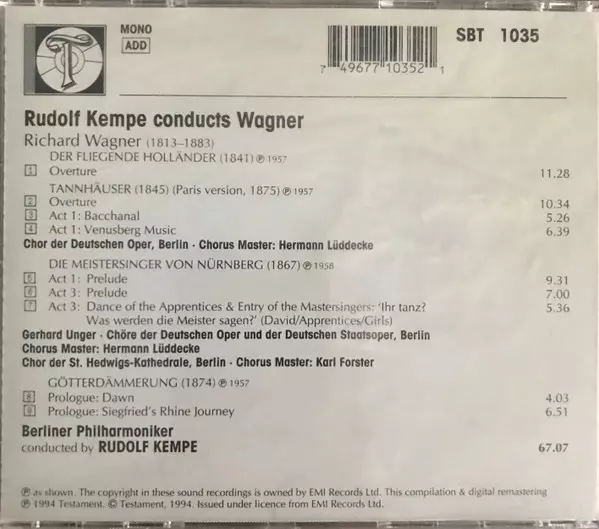 MONO
ADD
SBT 1035
7 49677 10352 1
Rudolf Kempe conducts Wagner
Richard Wagner (1813–1883)
DER FLIEGENDE HOLLÄNDER (1841) ℗ 1957
1 Overture 11.28
TANNHÄUSER (1845) (Paris version, 1875) ℗ 1957
2 Overture 10.34
3 Act 1: Bacchanal 5.26
4 Act 1: Venusberg Music 6.39
Chor der Deutschen Oper, Berlin · Chorus Master: Hermann Lüddecke
DIE MEISTERSINGER VON NÜRNBERG (1867) ℗ 1958
5 Act 1: Prelude 9.31
6 Act 3: Prelude 7.00
7 Act 3: Dance of the Apprentices & Entry of the Mastersingers: 'Ihr tanz? 5.36
Was werden die Meister sagen?' (David/Apprentices/Girls)
Gerhard Unger · Chöre der Deutschen Oper und der Deutschen Staatsoper, Berlin
Chorus Master: Hermann Lüddecke
Chor der St. Hedwigs-Kathedrale, Berlin · Chorus Master: Karl Forster
GÖTTERDÄMMERUNG (1874) ℗ 1957
8 Prologue: Dawn 4.03
9 Prologue: Siegfried's Rhine Journey 6.51
Berliner Philharmoniker
conducted by RUDOLF KEMPE 67.07
℗ as shown. The copyright in these sound recordings is owned by EMI Records Ltd. This compilation & digital remastering
℗ 1994 Testament. © Testament, 1994. Issued under licence from EMI Records Ltd.